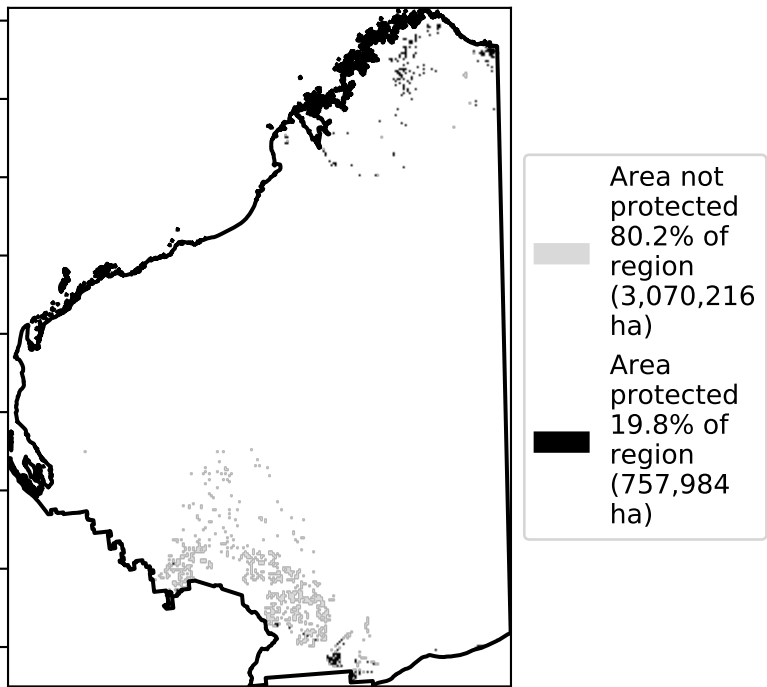 Area not
protected
80.2% of
region
(3,070,216
ha)
Area
protected
19.8% of
region
(757,984
ha)